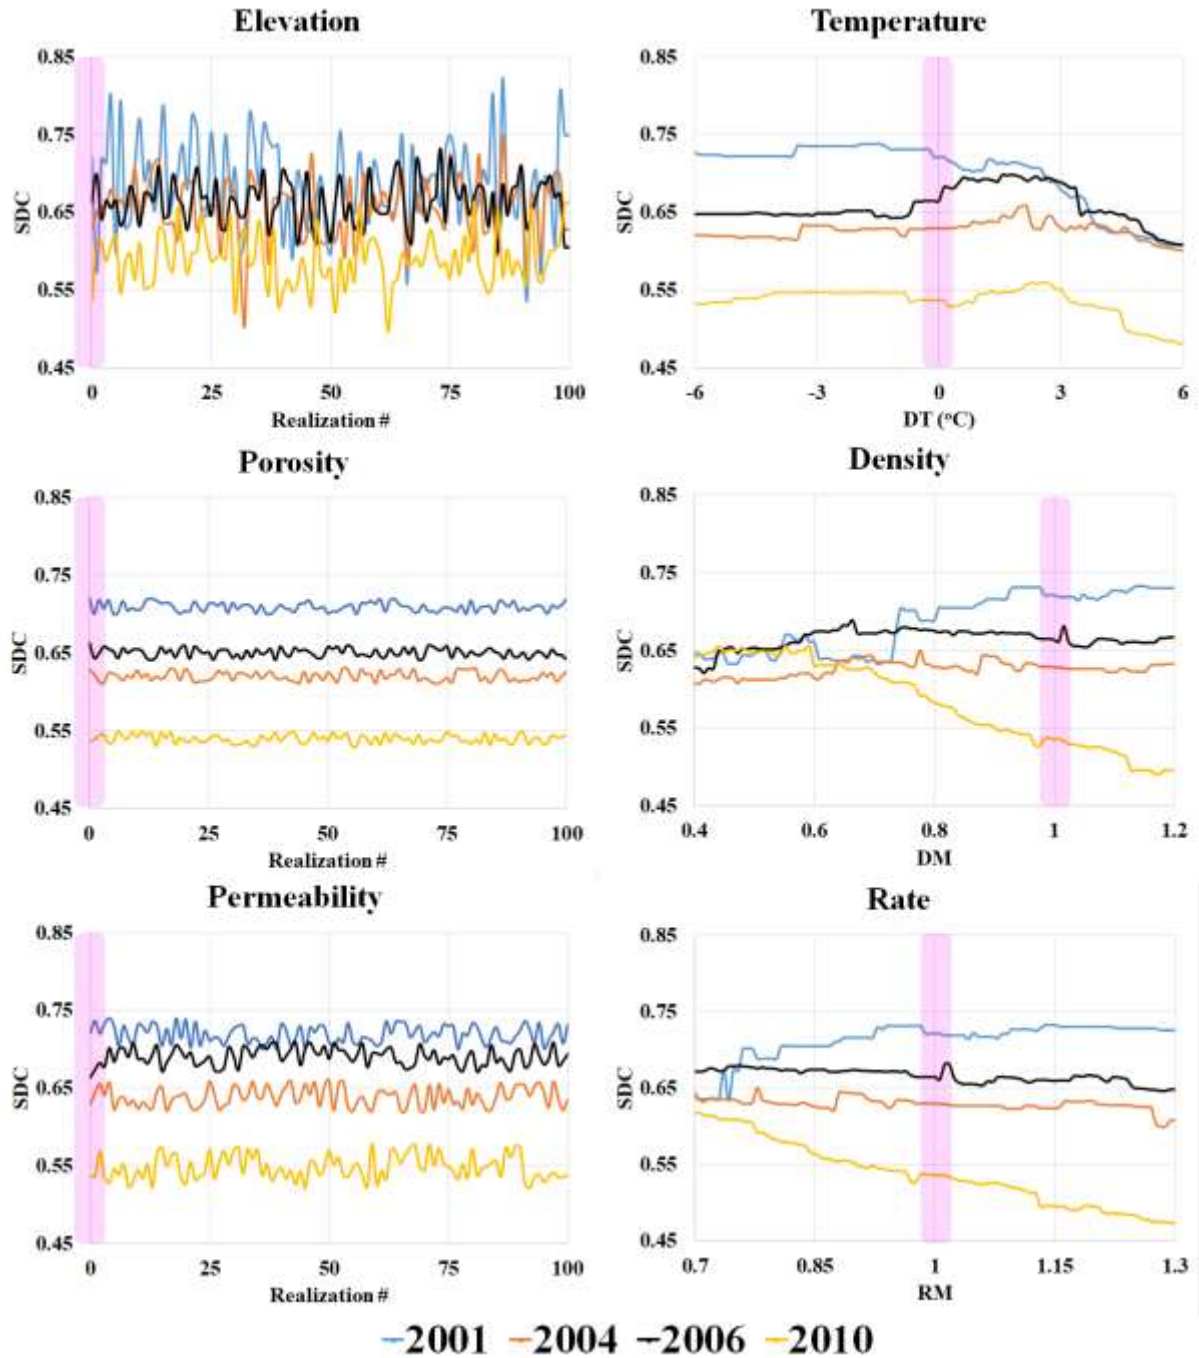 Elevation
0.85
0.75
0.65
0.55
0.45
SDC
0 25 50 75 100
Realization #
Temperature
0.85
0.75
0.65
0.55
0.45
SDC
-6 -3 0 3 6
DT (°C)
Porosity
0.85
0.75
0.65
0.55
0.45
SDC
0 25 50 75 100
Realization #
Density
0.85
0.75
0.65
0.55
0.45
SDC
0.4 0.6 0.8 1 1.2
DM
Permeability
0.85
0.75
0.65
0.55
0.45
SDC
0 25 50 75 100
Realization #
Rate
0.85
0.75
0.65
0.55
0.45
SDC
0.7 0.85 1 1.15 1.3
RM
2001 2004 2006 2010